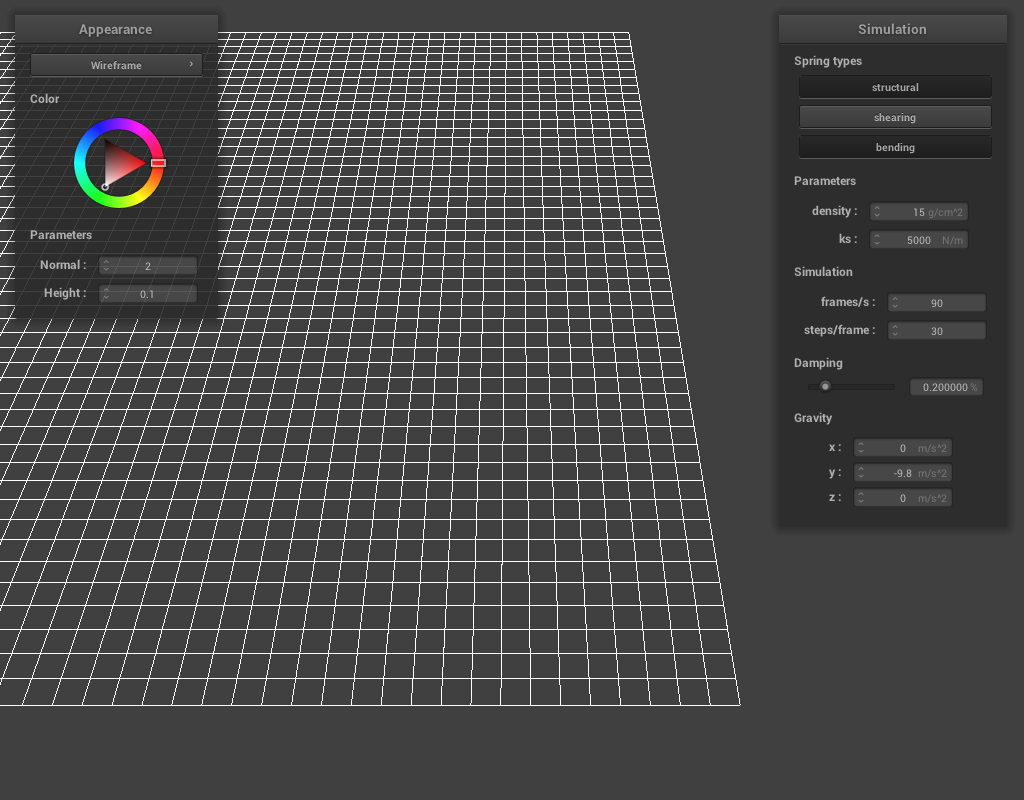 Appearance
Wireframe
Color
Parameters
Normal : 2
Height : 0.1
Simulation
Spring types
structural
shearing
bending
Parameters
density : 15 g/cm^2
ks : 5000 N/m
Simulation
frames/s : 90
steps/frame : 30
Damping
0.200000 %
Gravity
x : 0 m/s^2
y : -9.8 m/s^2
z : 0 m/s^2